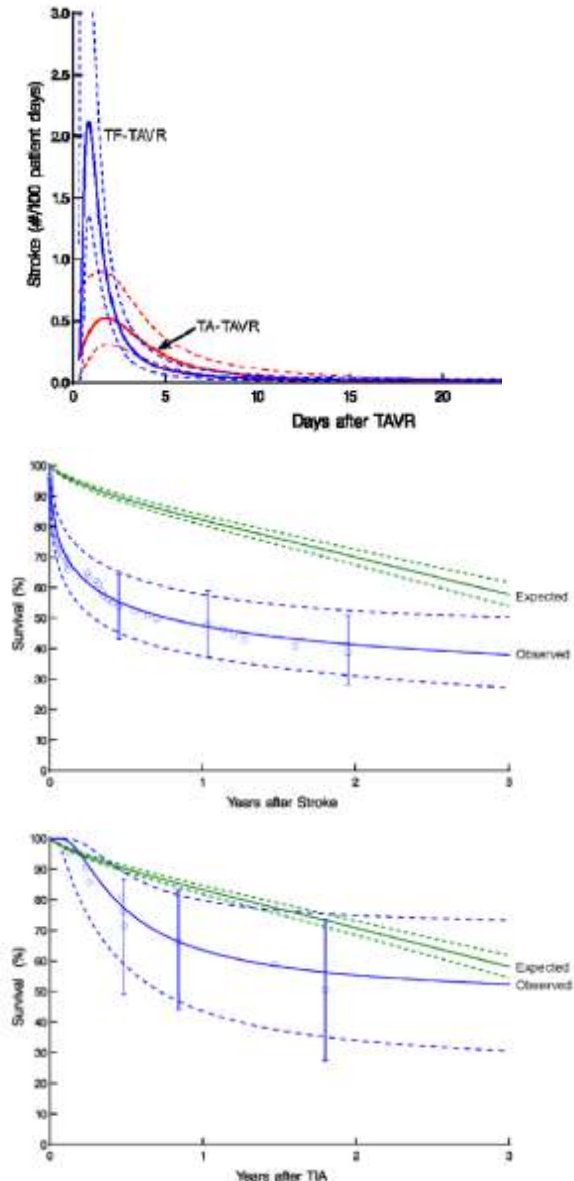 3.0
2.5
2.0
1.5
1.0
0.5
0.0
Stroke (#/100 patient days)
TF-TAVR
TA-TAVR
0 5 10 15 20
Days after TAVR
100
90
80
70
60
50
40
30
20
10
0
Survival (%)
Expected
Observed
0 1 2 3
Years after Stroke
100
90
80
70
60
50
40
30
20
10
0
Survival (%)
Expected
Observed
0 1 2 3
Years after TIA